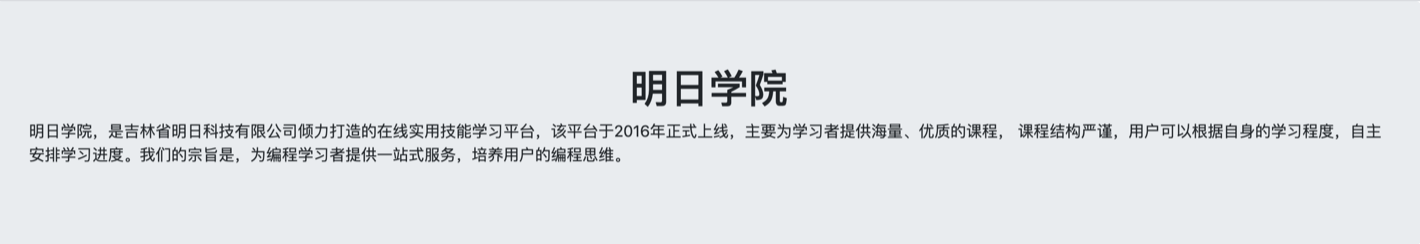 明日学院
明日学院，是吉林省明日科技有限公司倾力打造的在线实用技能学习平台，该平台于2016年正式上线，主要为学习者提供海量、优质的课程， 课程结构严谨，用户可以根据自身的学习程度，自主
安排学习进度。我们的宗旨是，为编程学习者提供一站式服务，培养用户的编程思维。